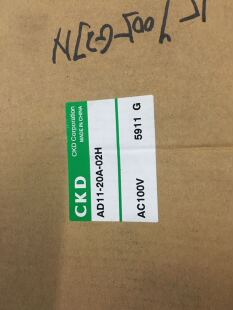 CKD Corporation
MADE IN CHINA
CKD
AD11-20A-02H
5911 G
AC100V